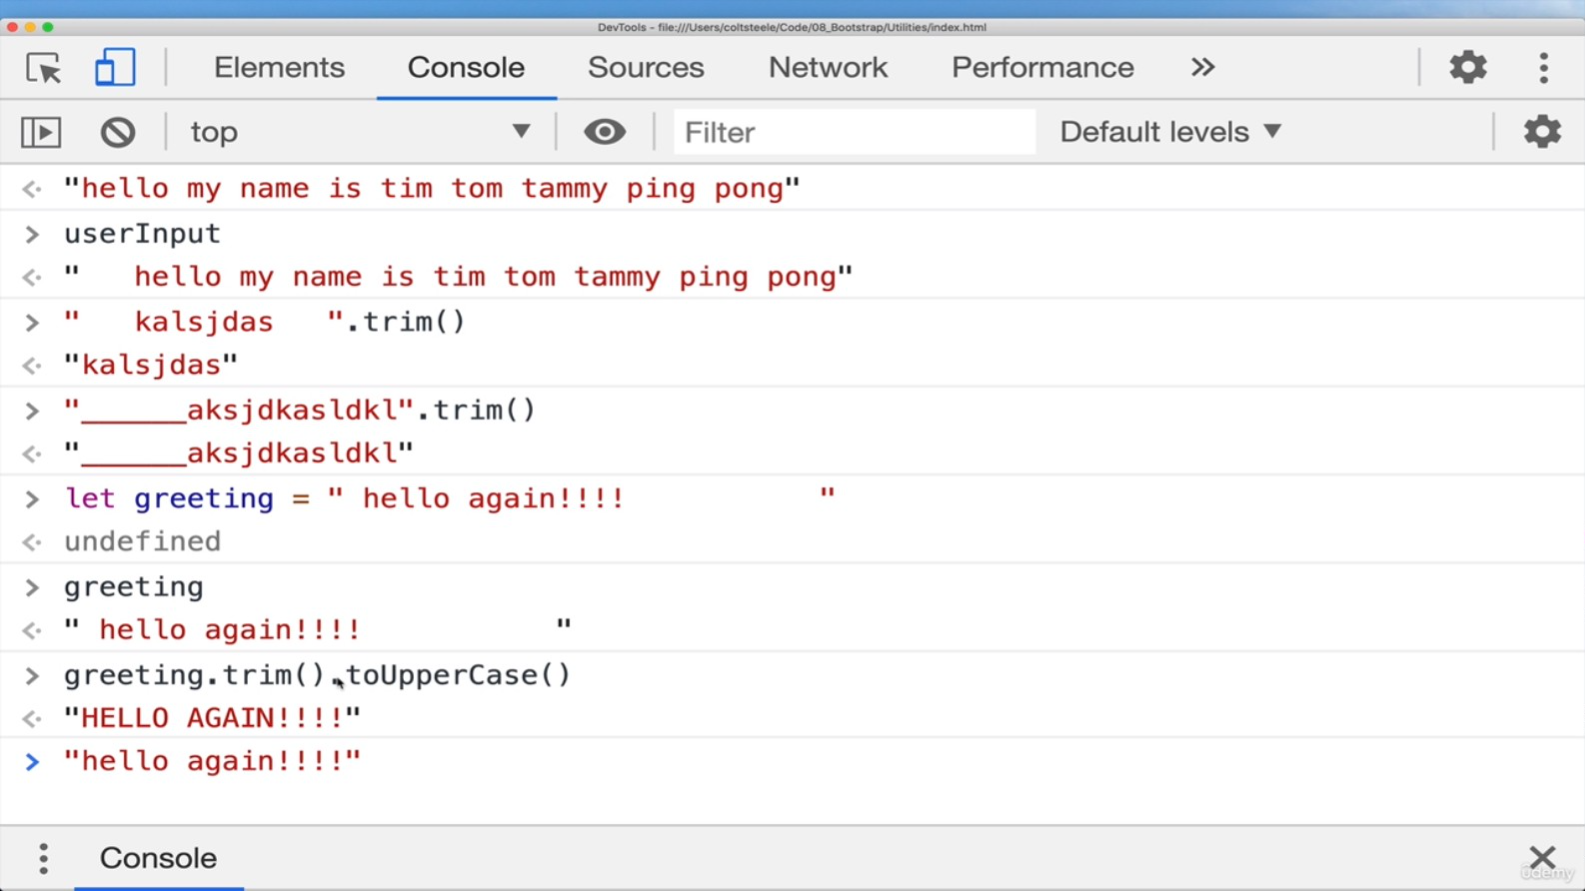 DevTools - file:///Users/coltsteele/Code/08_Bootstrap/Utilities/index.html
Elements Console Sources Network Performance »
top Filter Default levels
"hello my name is tim tom tammy ping pong"
> userInput
"   hello my name is tim tom tammy ping pong"
> "   kalsjdas   ".trim()
"kalsjdas"
> "______aksjdkasldkl".trim()
"______aksjdkasldkl"
> let greeting = " hello again!!!!           "
undefined
> greeting
" hello again!!!!           "
> greeting.trim().toUpperCase()
"HELLO AGAIN!!!!"
> "hello again!!!!"
Console
udemy